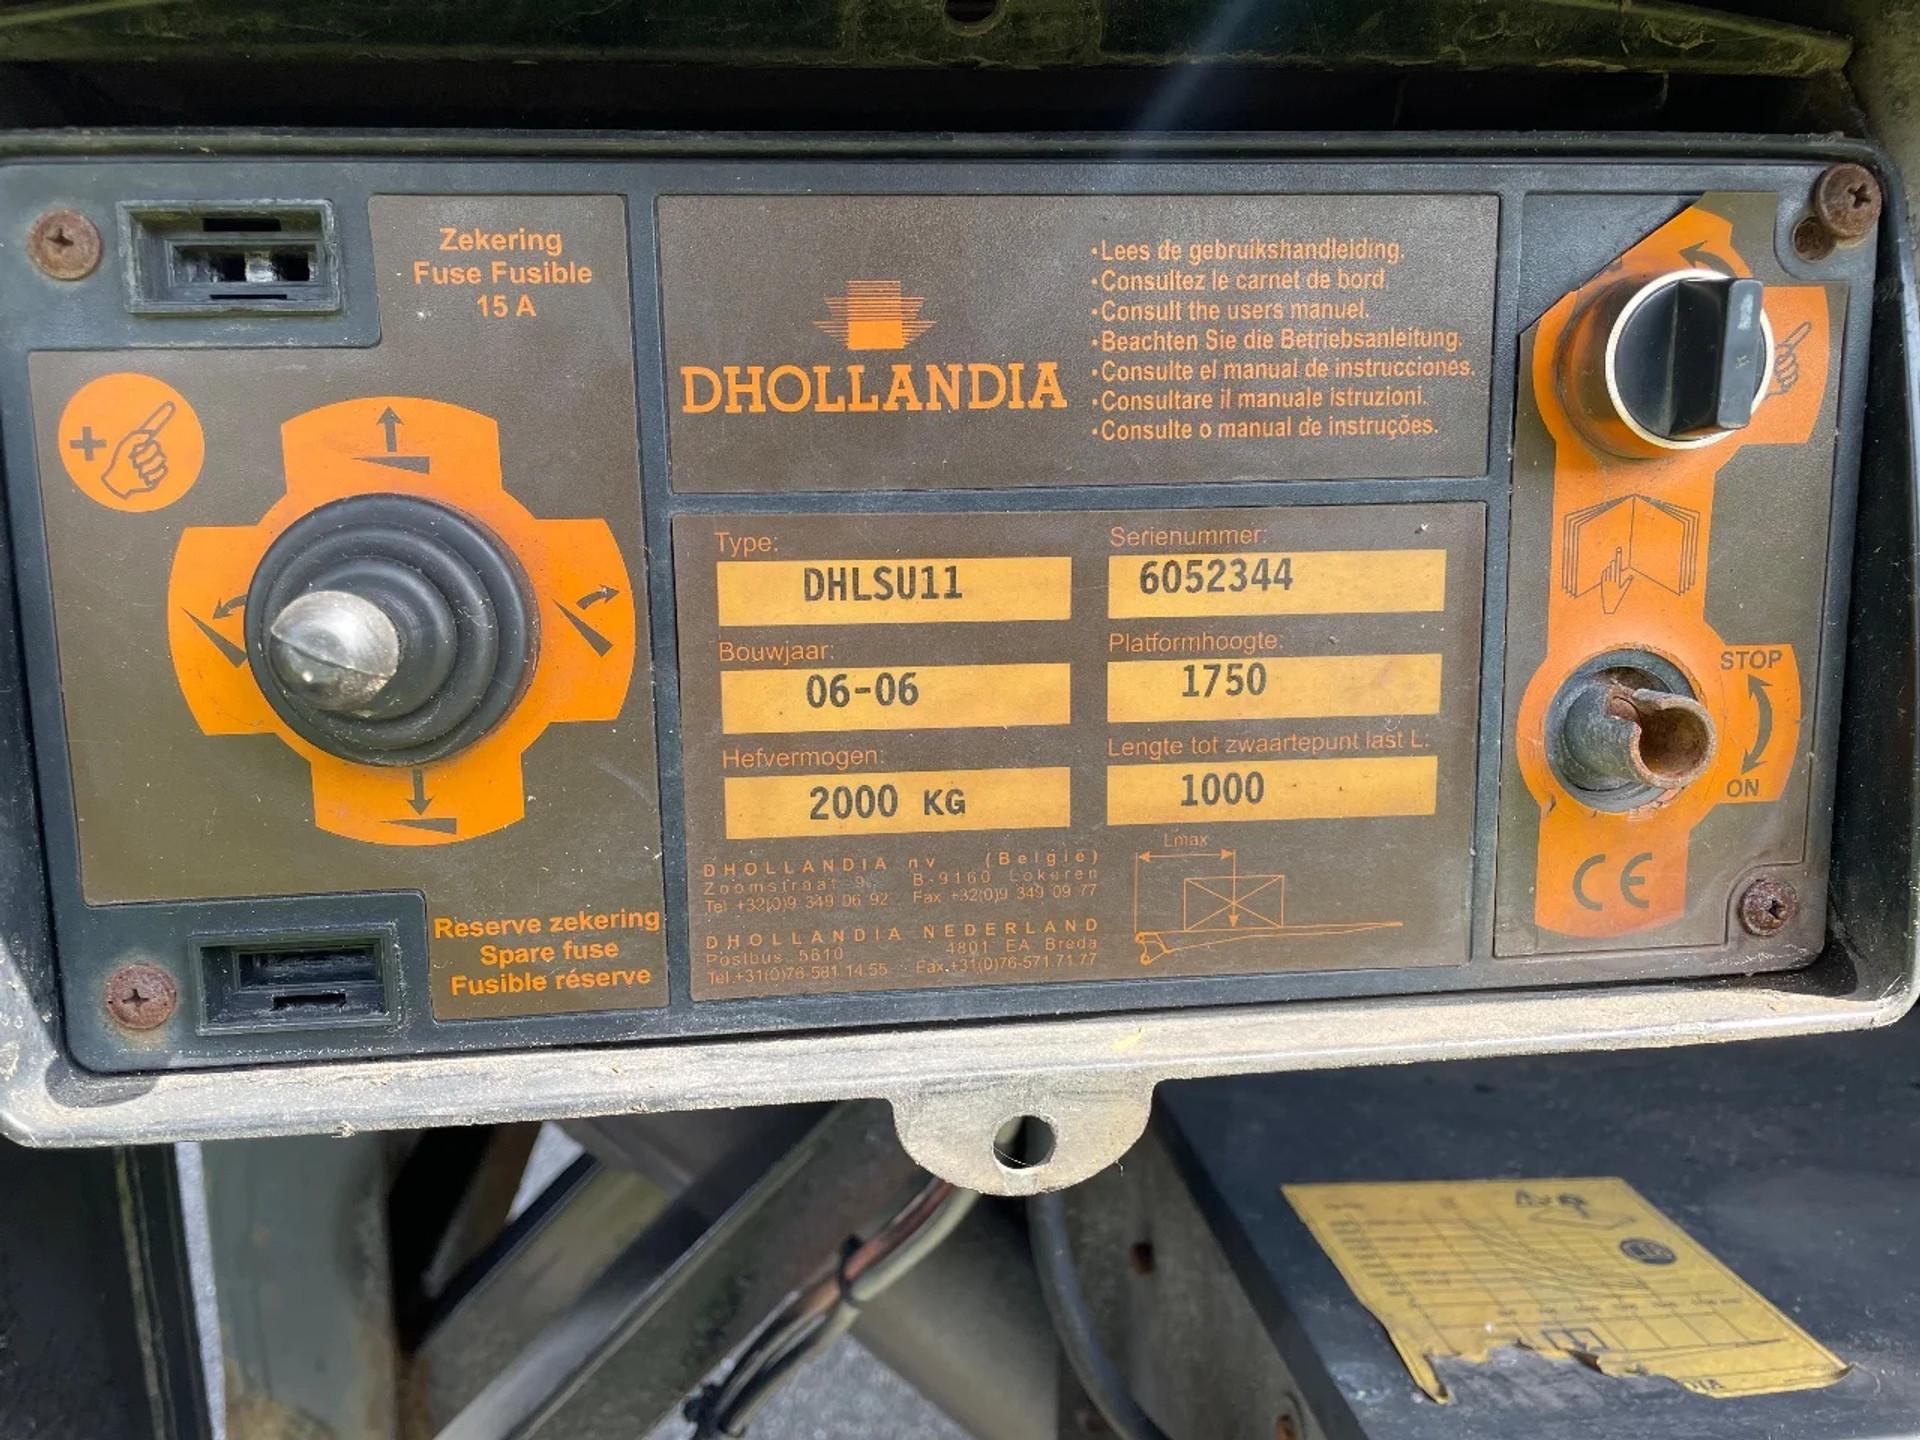 Zekering
Fuse Fusible
15 A
DHOLLANDIA
•Lees de gebruikshandleiding.
•Consultez le carnet de bord.
•Consult the users manuel.
•Beachten Sie die Betriebsanleitung.
•Consulte el manual de instrucciones.
•Consultare il manuale istruzioni.
•Consulte o manual de instruções.
Type:
DHLSU11
Serienummer:
6052344
Bouwjaar:
06-06
Platformhoogte:
1750
Hefvermogen:
2000 KG
Lengte tot zwaartepunt last L:
1000
DHOLLANDIA nv (Belgie)
Zoomstraat 9 B-9160 Lokeren
Tel +32(0)9 349 06 92 Fax +32(0)9 349 09 77
DHOLLANDIA NEDERLAND
Postbus 5610 4801 EA Breda
Tel.+31(0)76-581.14.55 Fax.+31(0)76-571.71.77
Lmax
STOP
ON
CE
Reserve zekering
Spare fuse
Fusible réserve